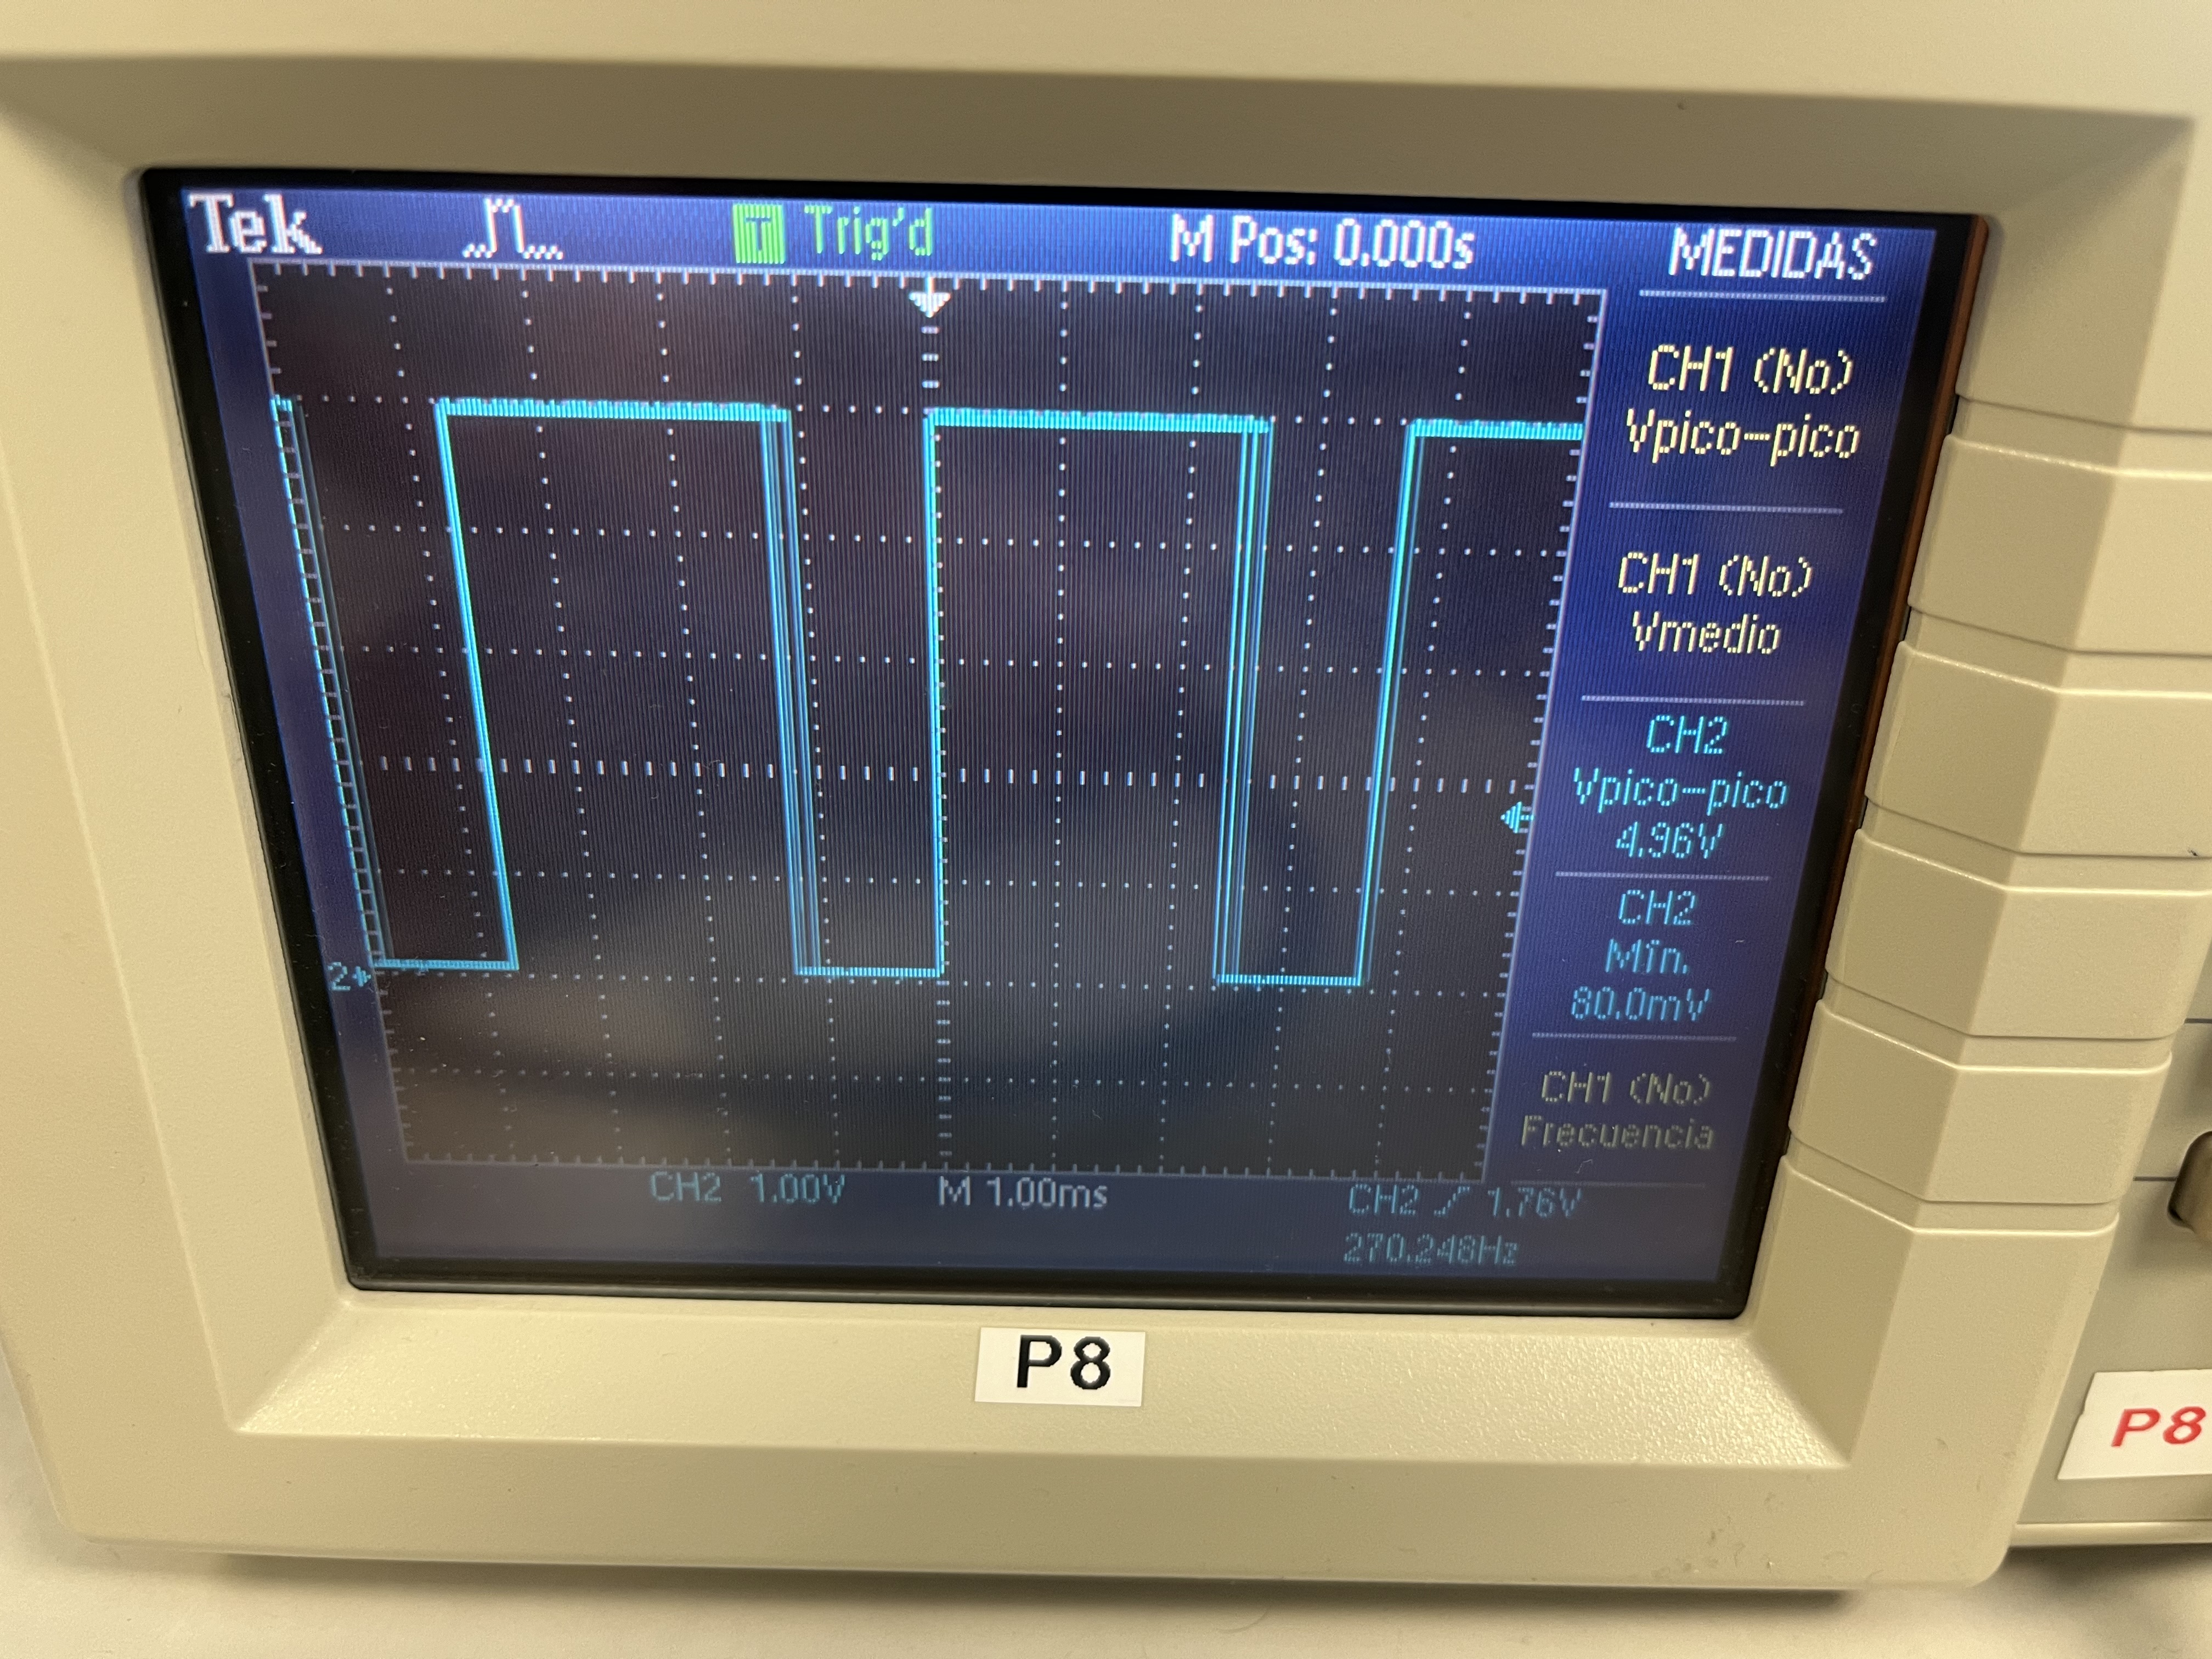 Tek T Trig'd M Pos: 0.000s MEDIDAS
CH1 (No)
Vpico-pico
CH1 (No)
Vmedio
CH2
Vpico-pico
4.96V
CH2
Mín.
80.0mV
CH1 (No)
Frecuencia
2
CH2 1.00V M 1.00ms CH2 1.76V
270.248Hz
P8
P8